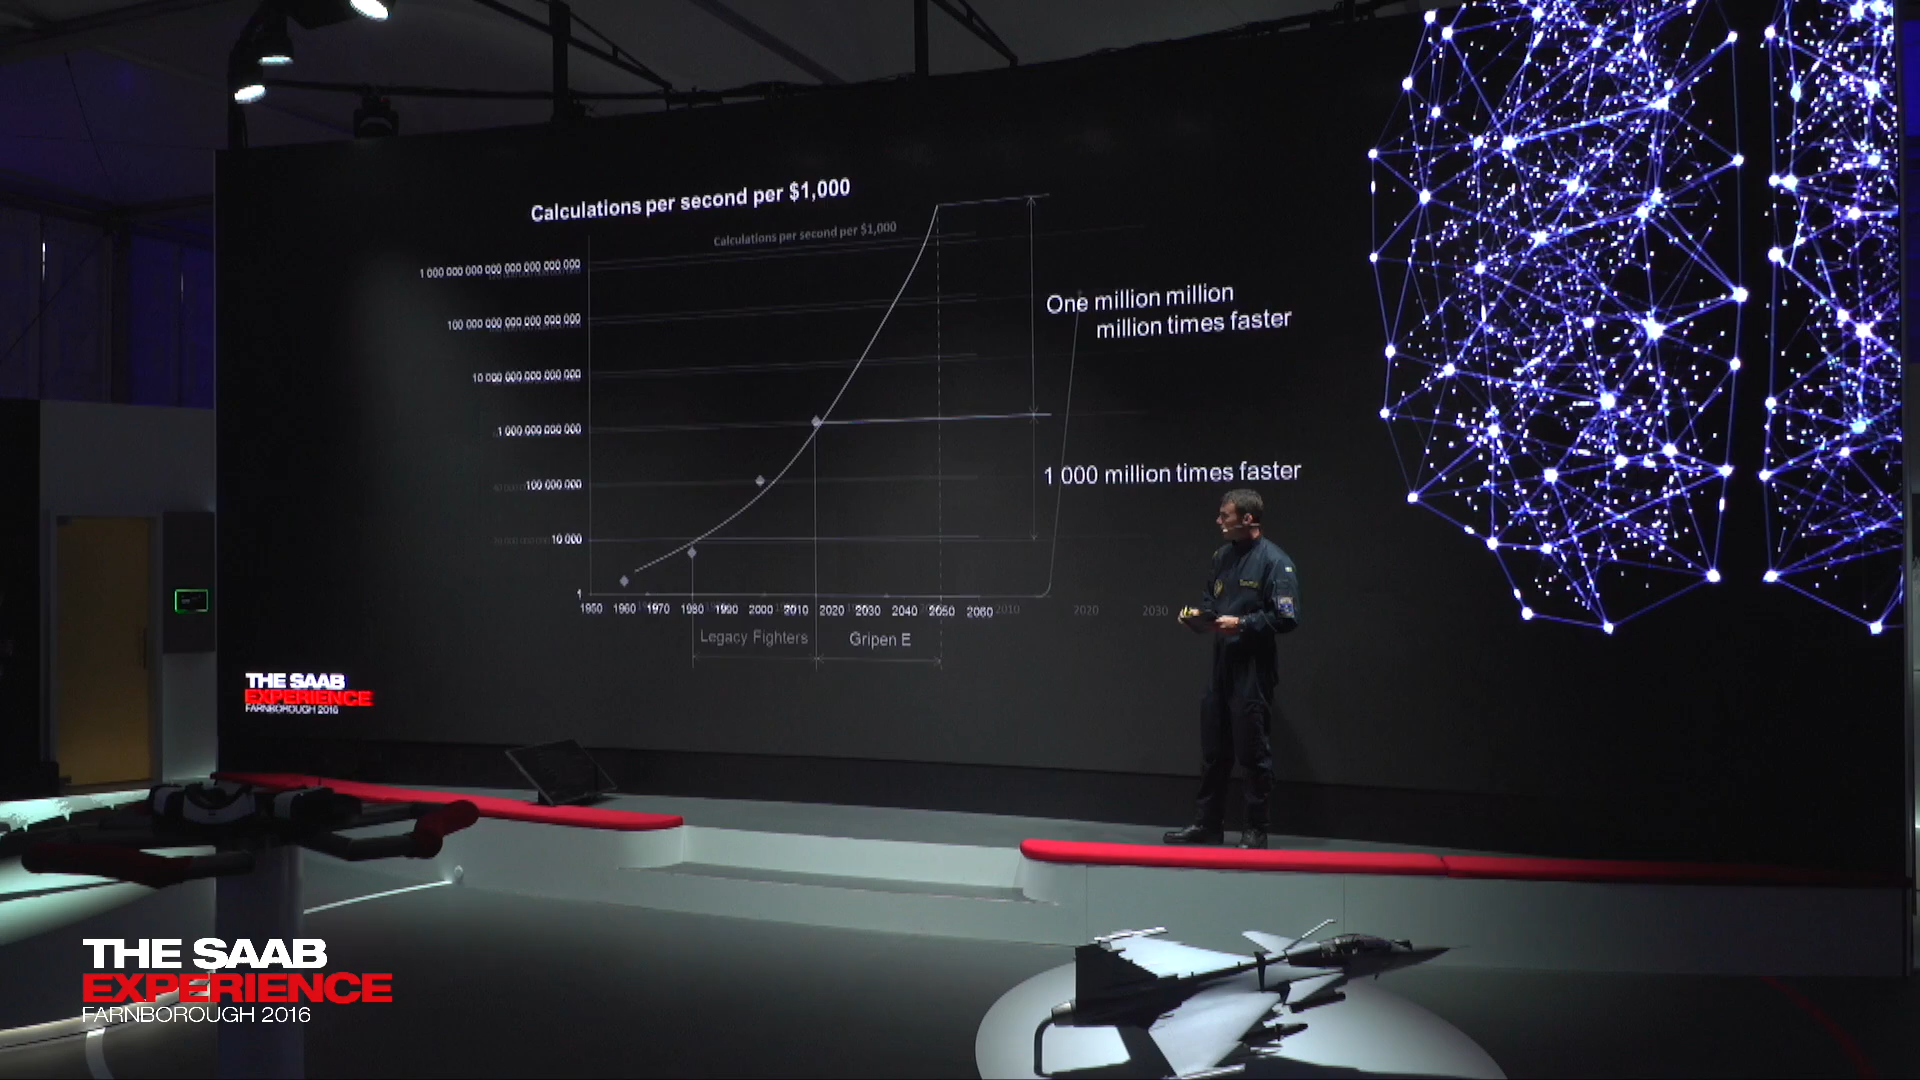 Calculations per second per $1,000
Calculations per second per $1,000
1 000 000 000 000 000 000 000
100 000 000 000 000 000
10 000 000 000 000
1 000 000 000 000
100 000 000
10 000
1
1950 1960 1970 1980 1990 2000 2010 2020 2030 2040 2050 2060 2010 2020 2030
Legacy Fighters Gripen E
One million million
million times faster
1 000 million times faster
THE SAAB
EXPERIENCE
FARNBOROUGH 2016
THE SAAB
EXPERIENCE
FARNBOROUGH 2016